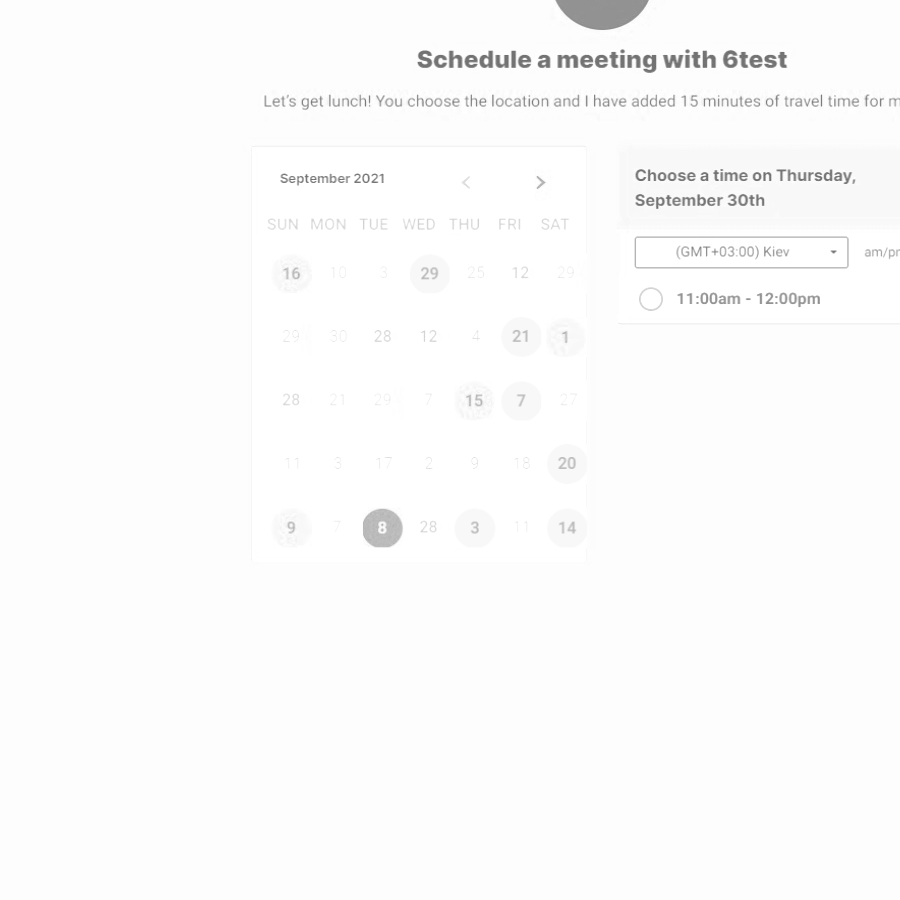 Schedule a meeting with 6test
Let's get lunch! You choose the location and I have added 15 minutes of travel time for m
September 2021
SUN MON TUE WED THU FRI SAT
16 10 3 29 25 12 29
29 30 28 12 4 21 1
28 21 29 7 15 7 27
11 3 17 2 9 18 20
9 7 8 28 3 11 14
Choose a time on Thursday,
September 30th
(GMT+03:00) Kiev am/pm
11:00am - 12:00pm